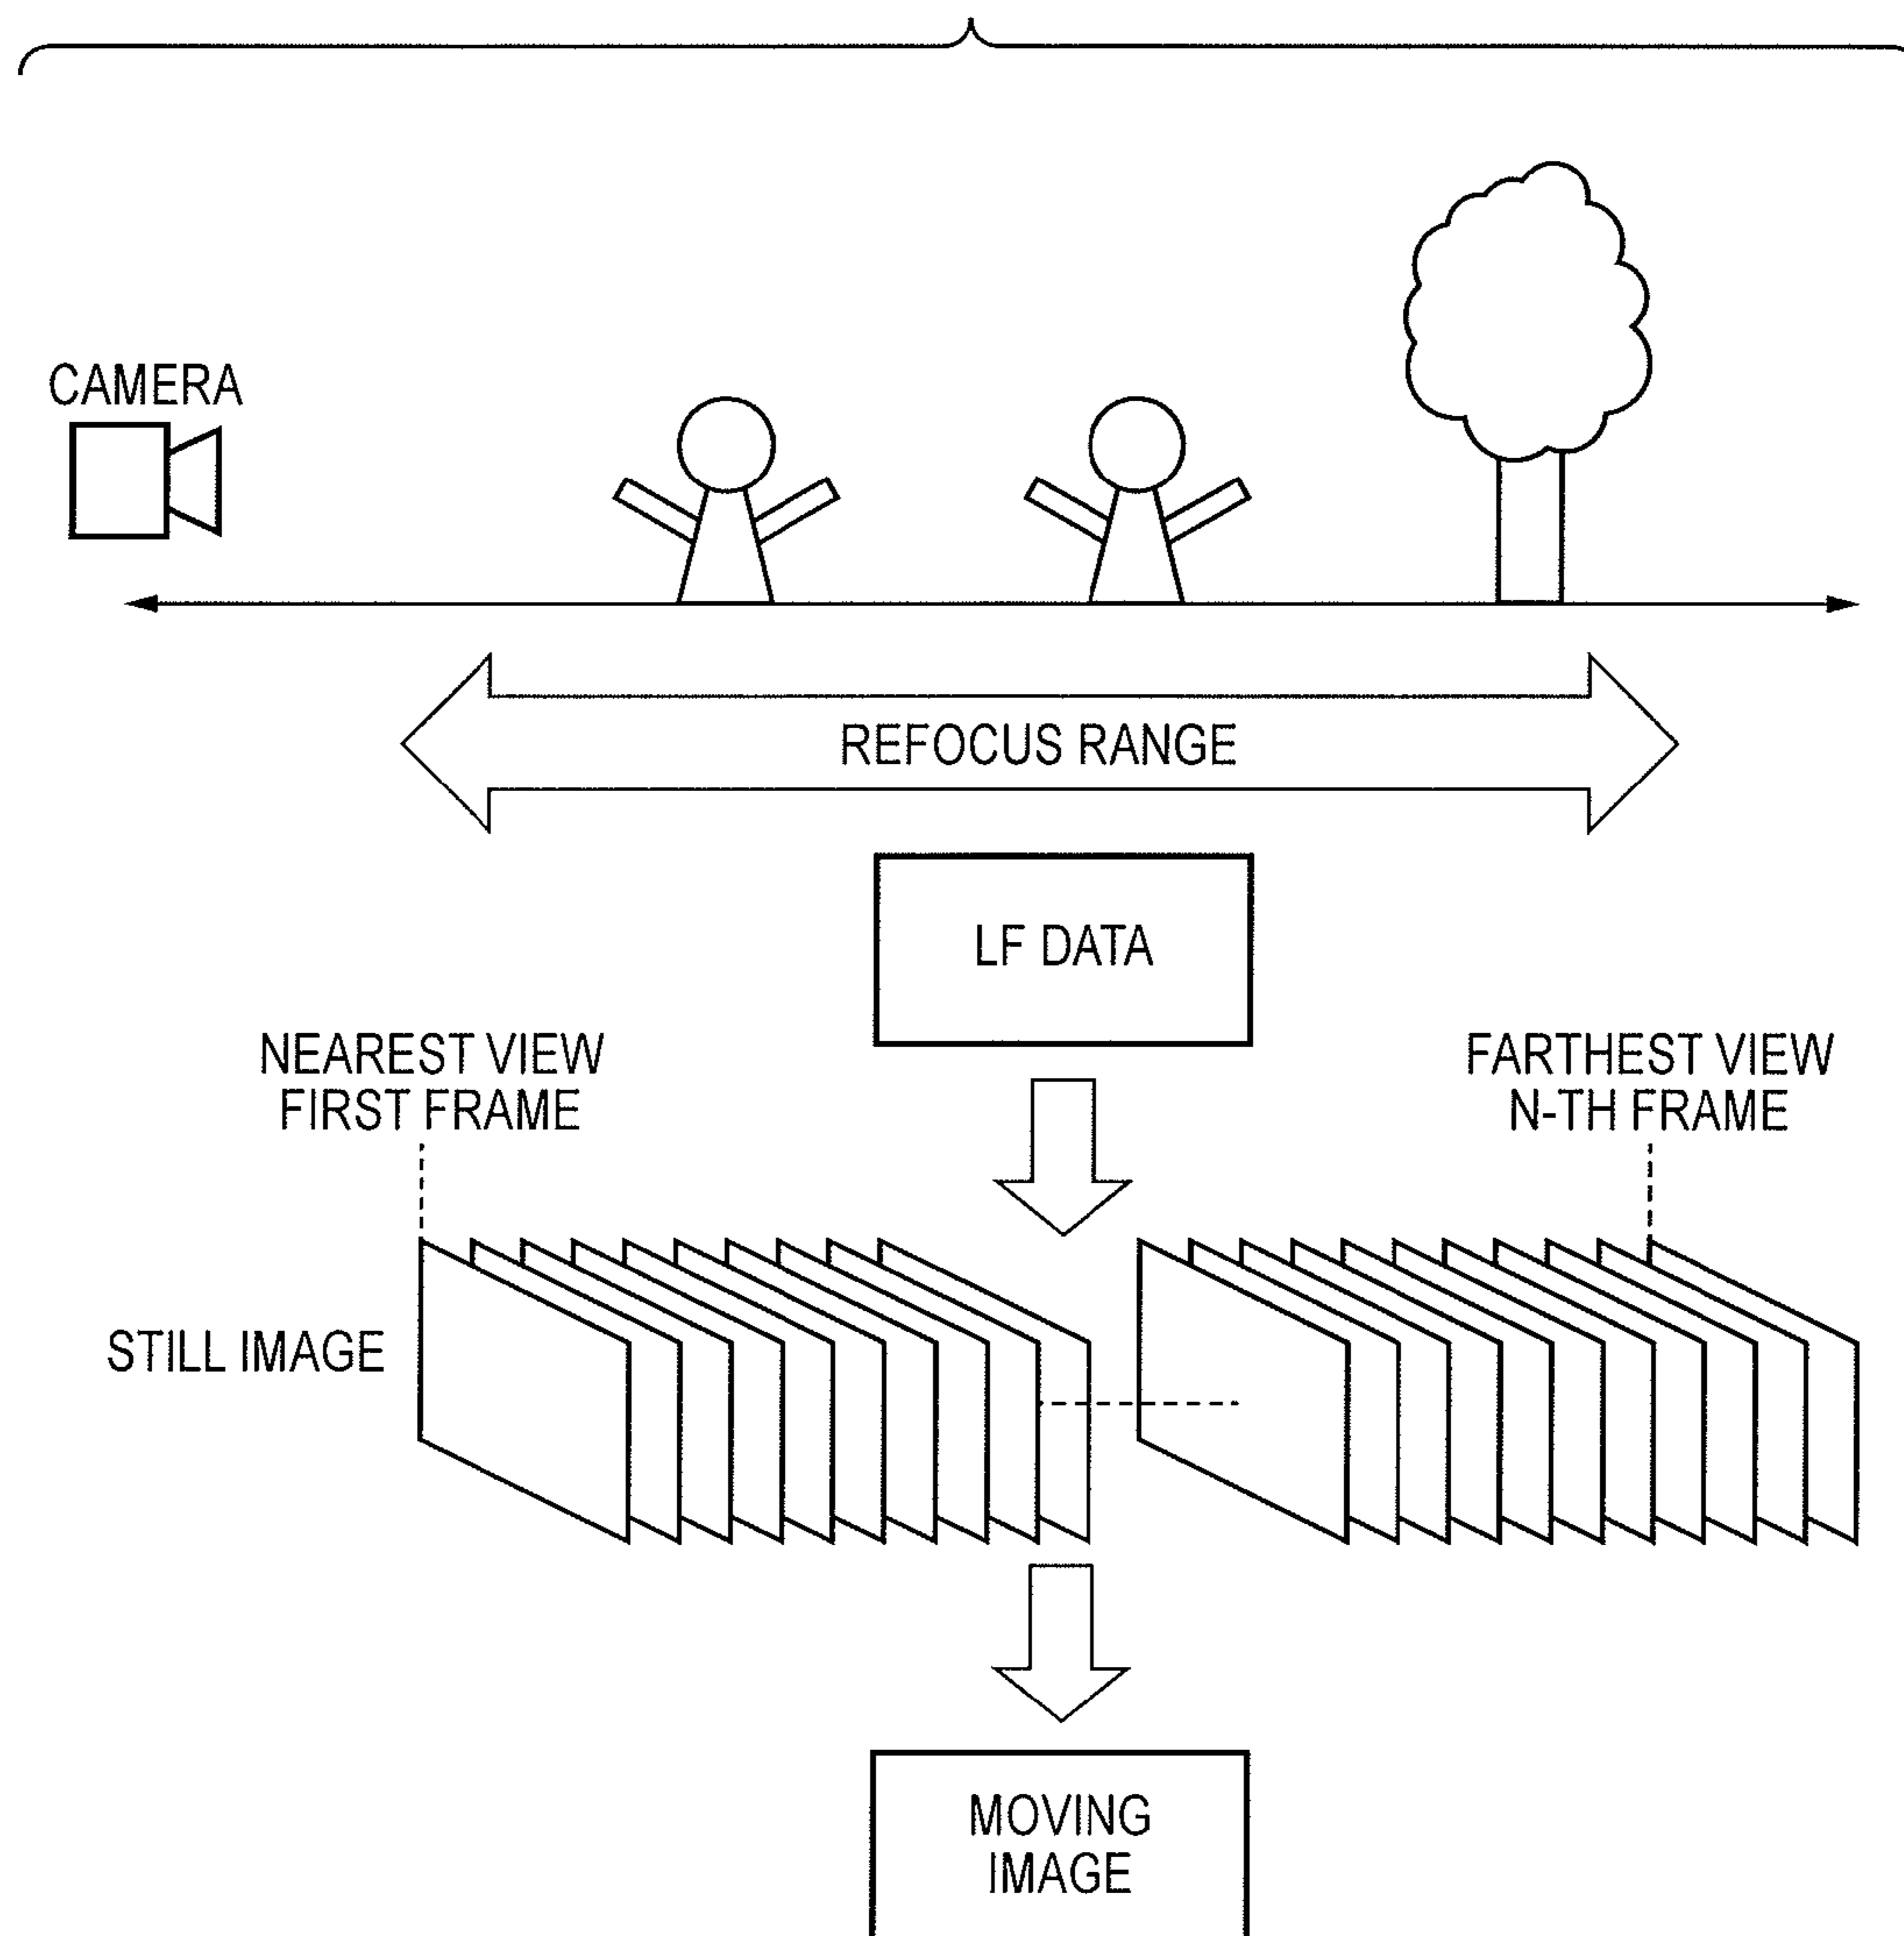 CAMERA
REFOCUS RANGE
LF DATA
NEAREST VIEW
FIRST FRAME
FARTHEST VIEW
N-TH FRAME
STILL IMAGE
MOVING
IMAGE